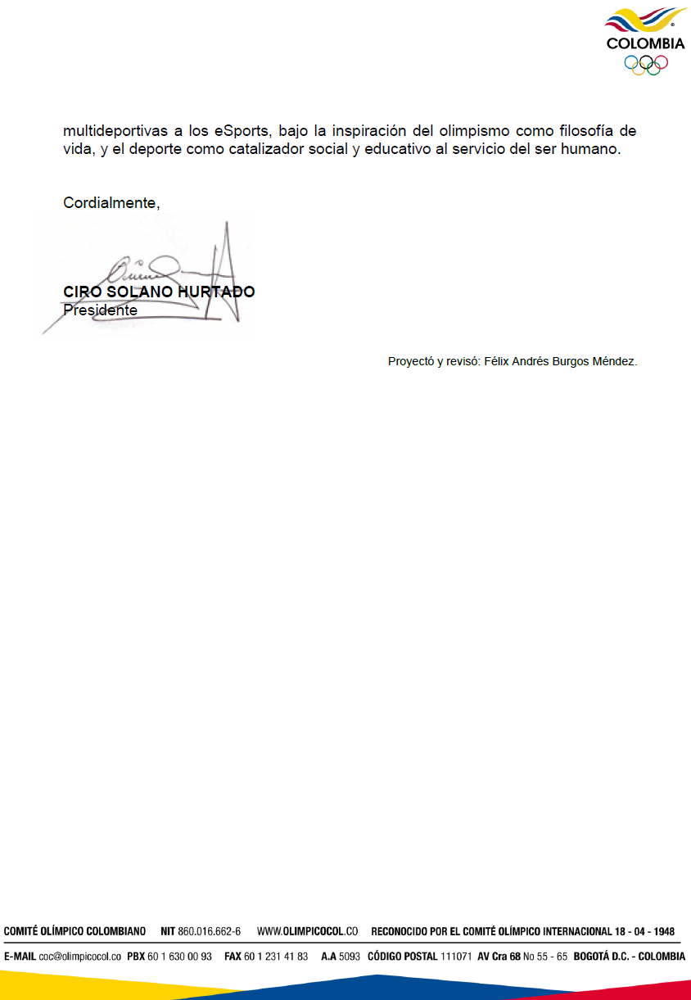 COLOMBIA
multideportivas a los eSports, bajo la inspiración del olimpismo como filosofía de
vida, y el deporte como catalizador social y educativo al servicio del ser humano.
Cordialmente,
CIRO SOLANO HURTADO
Presidente
Proyectó y revisó: Félix Andrés Burgos Méndez.
COMITÉ OLÍMPICO COLOMBIANO NIT 860.016.662-6 WWW.OLIMPICOCOL.CO RECONOCIDO POR EL COMITÉ OLÍMPICO INTERNACIONAL 18 - 04 - 1948
E-MAIL coc@olimpicocol.co PBX 60 1 630 00 93 FAX 60 1 231 41 83 A.A 5093 CÓDIGO POSTAL 111071 AV Cra 68 No 55 - 65 BOGOTÁ D.C. - COLOMBIA